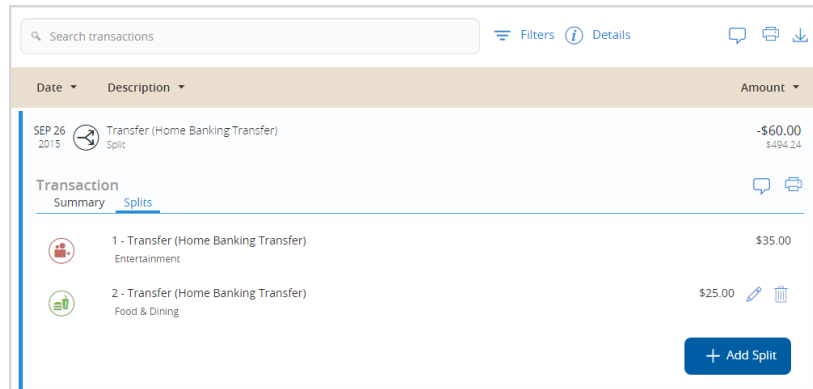 Search transactions
Filters i Details
Date Description Amount
SEP 26 Transfer (Home Banking Transfer) -$60.00
2015 Split $494.24
Transaction
Summary Splits
1 - Transfer (Home Banking Transfer) $35.00
Entertainment
2 - Transfer (Home Banking Transfer) $25.00
Food & Dining
+ Add Split